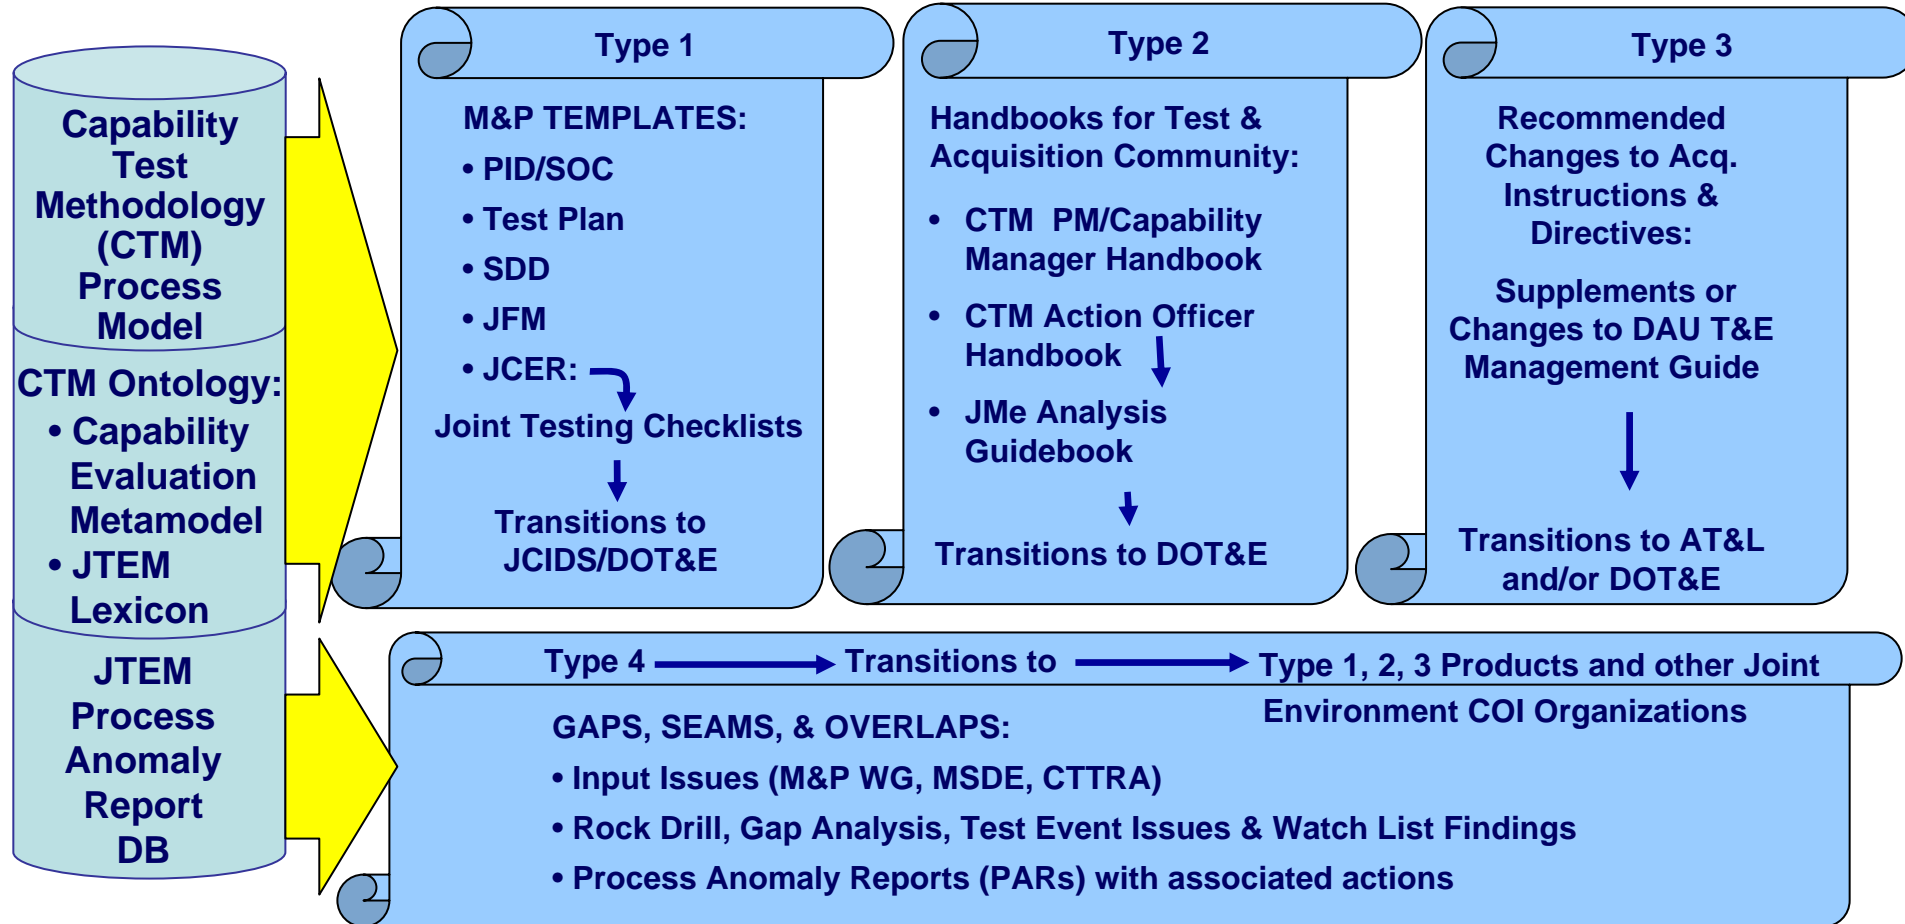 Capability
Test
Methodology
(CTM)
Process
Model
CTM Ontology:
• Capability
Evaluation
Metamodel
• JTEM
Lexicon
JTEM
Process
Anomaly
Report
DB
Type 1
M&P TEMPLATES:
• PID/SOC
• Test Plan
• SDD
• JFM
• JCER:
Joint Testing Checklists
Transitions to
JCIDS/DOT&E
Type 2
Handbooks for Test &
Acquisition Community:
• CTM PM/Capability
Manager Handbook
• CTM Action Officer
Handbook
• JMe Analysis
Guidebook
Transitions to DOT&E
Type 3
Recommended
Changes to Acq.
Instructions &
Directives:
Supplements or
Changes to DAU T&E
Management Guide
Transitions to AT&L
and/or DOT&E
Type 4 Transitions to Type 1, 2, 3 Products and other Joint
Environment COI Organizations
GAPS, SEAMS, & OVERLAPS:
• Input Issues (M&P WG, MSDE, CTTRA)
• Rock Drill, Gap Analysis, Test Event Issues & Watch List Findings
• Process Anomaly Reports (PARs) with associated actions